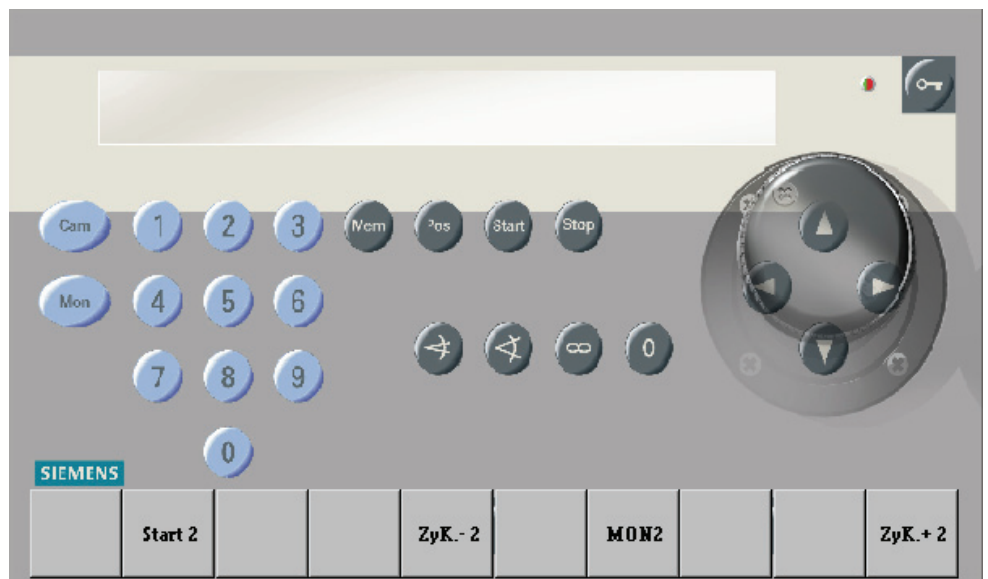 Cam 1 2 3 Mem Pos Start Stop
Mon 4 5 6
7 8 9
∞ 0
0
SIEMENS
Start 2 ZyK.- 2 MON2 ZyK.+ 2